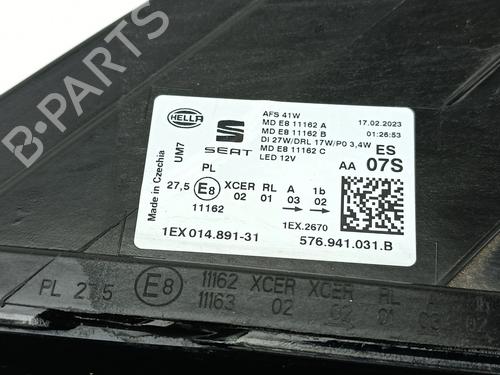 B-PARTS
HELLA
SEAT
AFS 41W
MD E8 11162 A
MD E8 11162 B
DI 27W/DRL 17W/PO 3,4W
MD E8 11162 C
LED 12V
17.02.2023
01:26:53
ES
AA 07S
Made in Czechia
UM7
PL
27,5 E8 XCER RL A 1b
02 01 03 02
11162
1EX.2670
1EX 014.891-31
576.941.031.B
PL 27,5 E8 11162 XCER XCER RL
11163 02 02 01 02